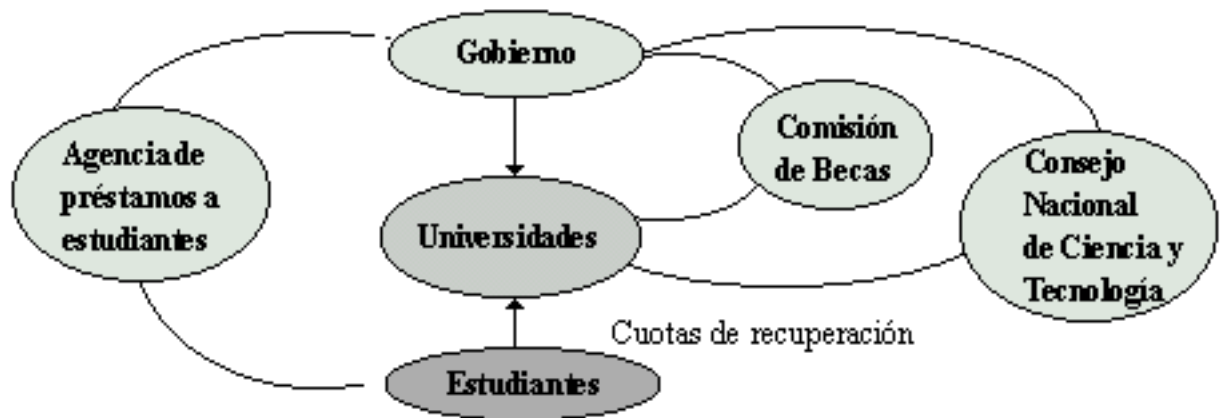 Gobierno
Agencia de
préstamos a
estudiantes
Comisión
de Becas
Consejo
Nacional
de Ciencia y
Tecnología
Universidades
Cuotas de recuperación
Estudiantes